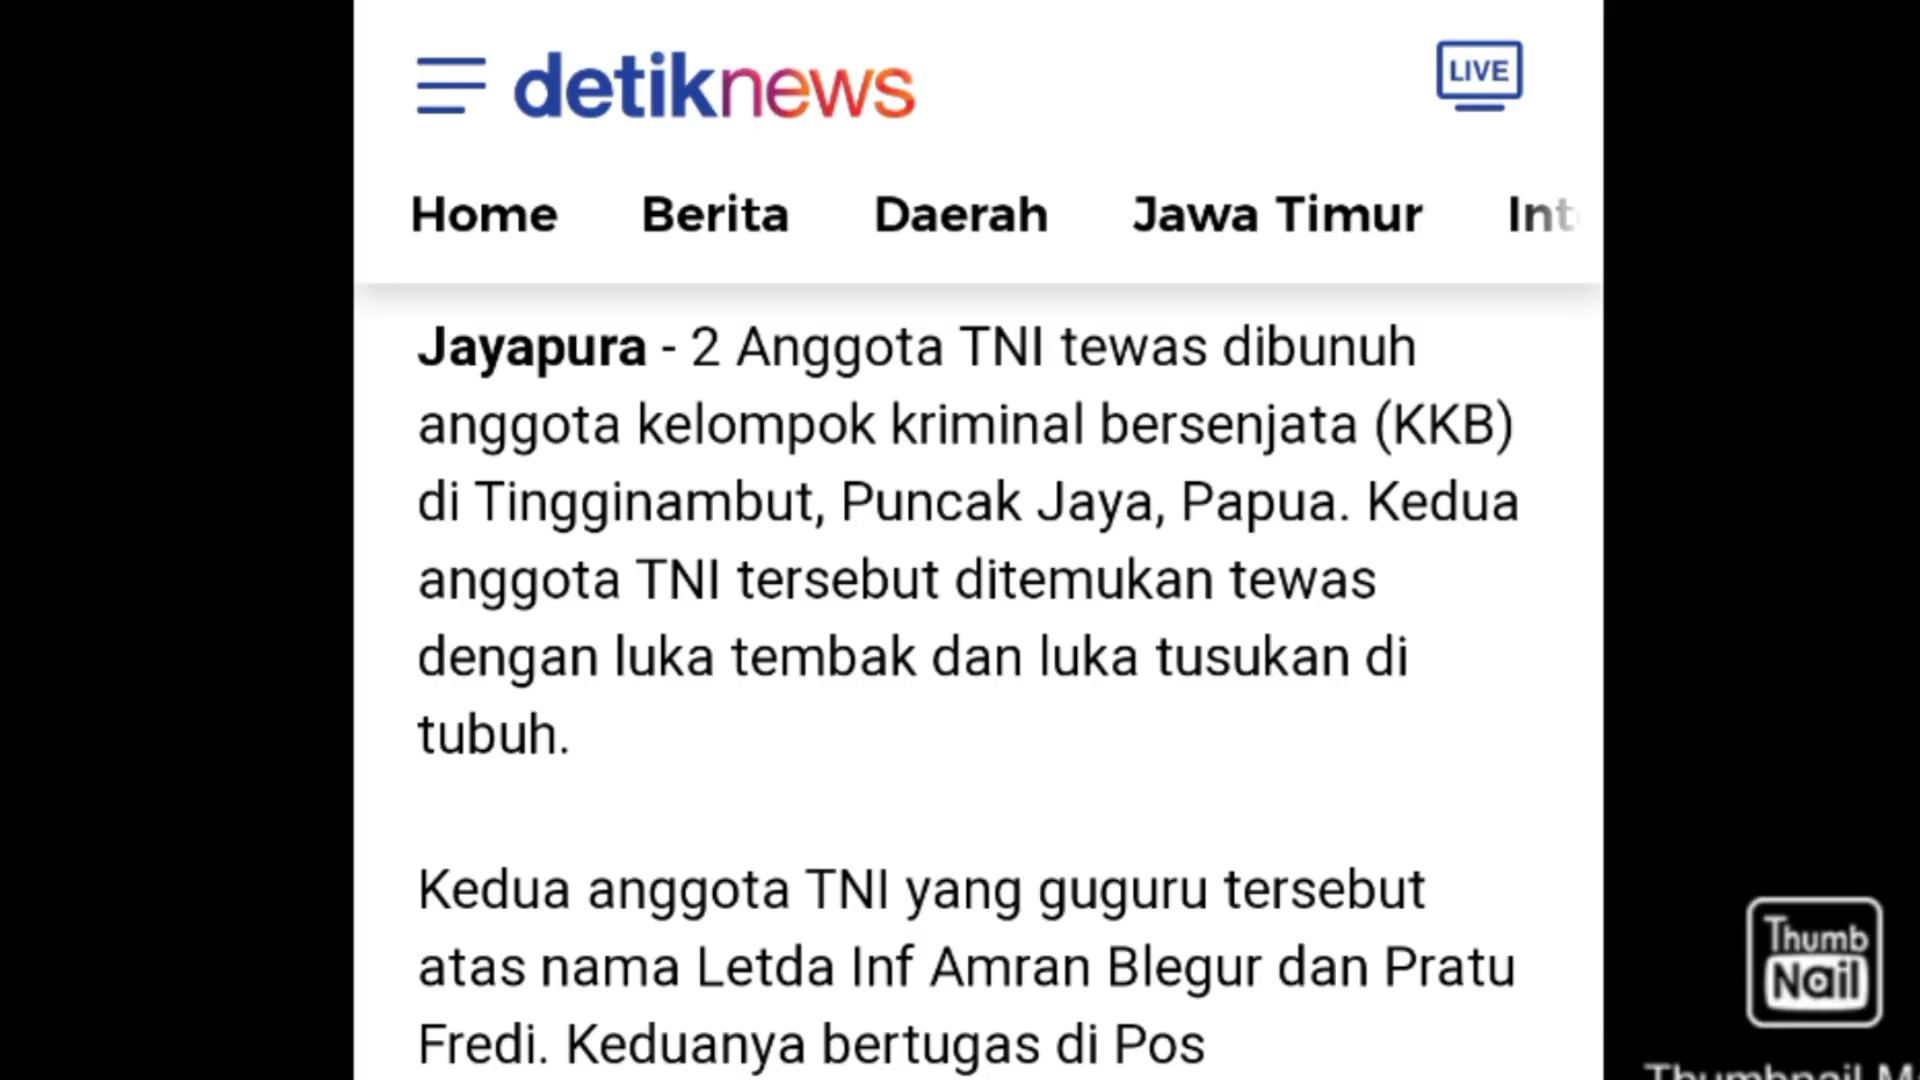 detiknews
LIVE
Home Berita Daerah Jawa Timur Int
Jayapura - 2 Anggota TNI tewas dibunuh
anggota kelompok kriminal bersenjata (KKB)
di Tingginambut, Puncak Jaya, Papua. Kedua
anggota TNI tersebut ditemukan tewas
dengan luka tembak dan luka tusukan di
tubuh.
Kedua anggota TNI yang guguru tersebut
atas nama Letda Inf Amran Blegur dan Pratu
Fredi. Keduanya bertugas di Pos
Thumb
Nail
Thumbnail M